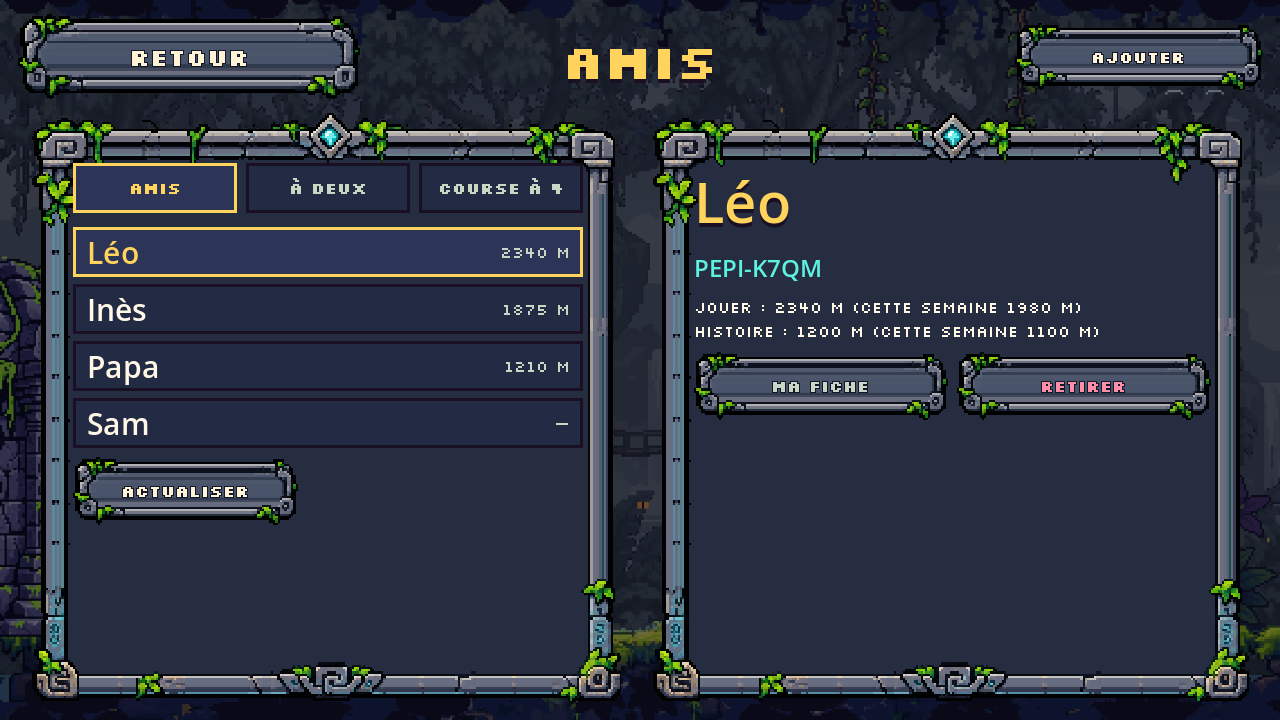 RETOUR
AMIS
AJOUTER
AMIS
À DEUX
COURSE À 4
Léo
2340 M
Inès
1875 M
Papa
1210 M
Sam
—
ACTUALISER
Léo
PEPI-K7QM
JOUER : 2340 M (CETTE SEMAINE 1980 M)
HISTOIRE : 1200 M (CETTE SEMAINE 1100 M)
MA FICHE
RETIRER